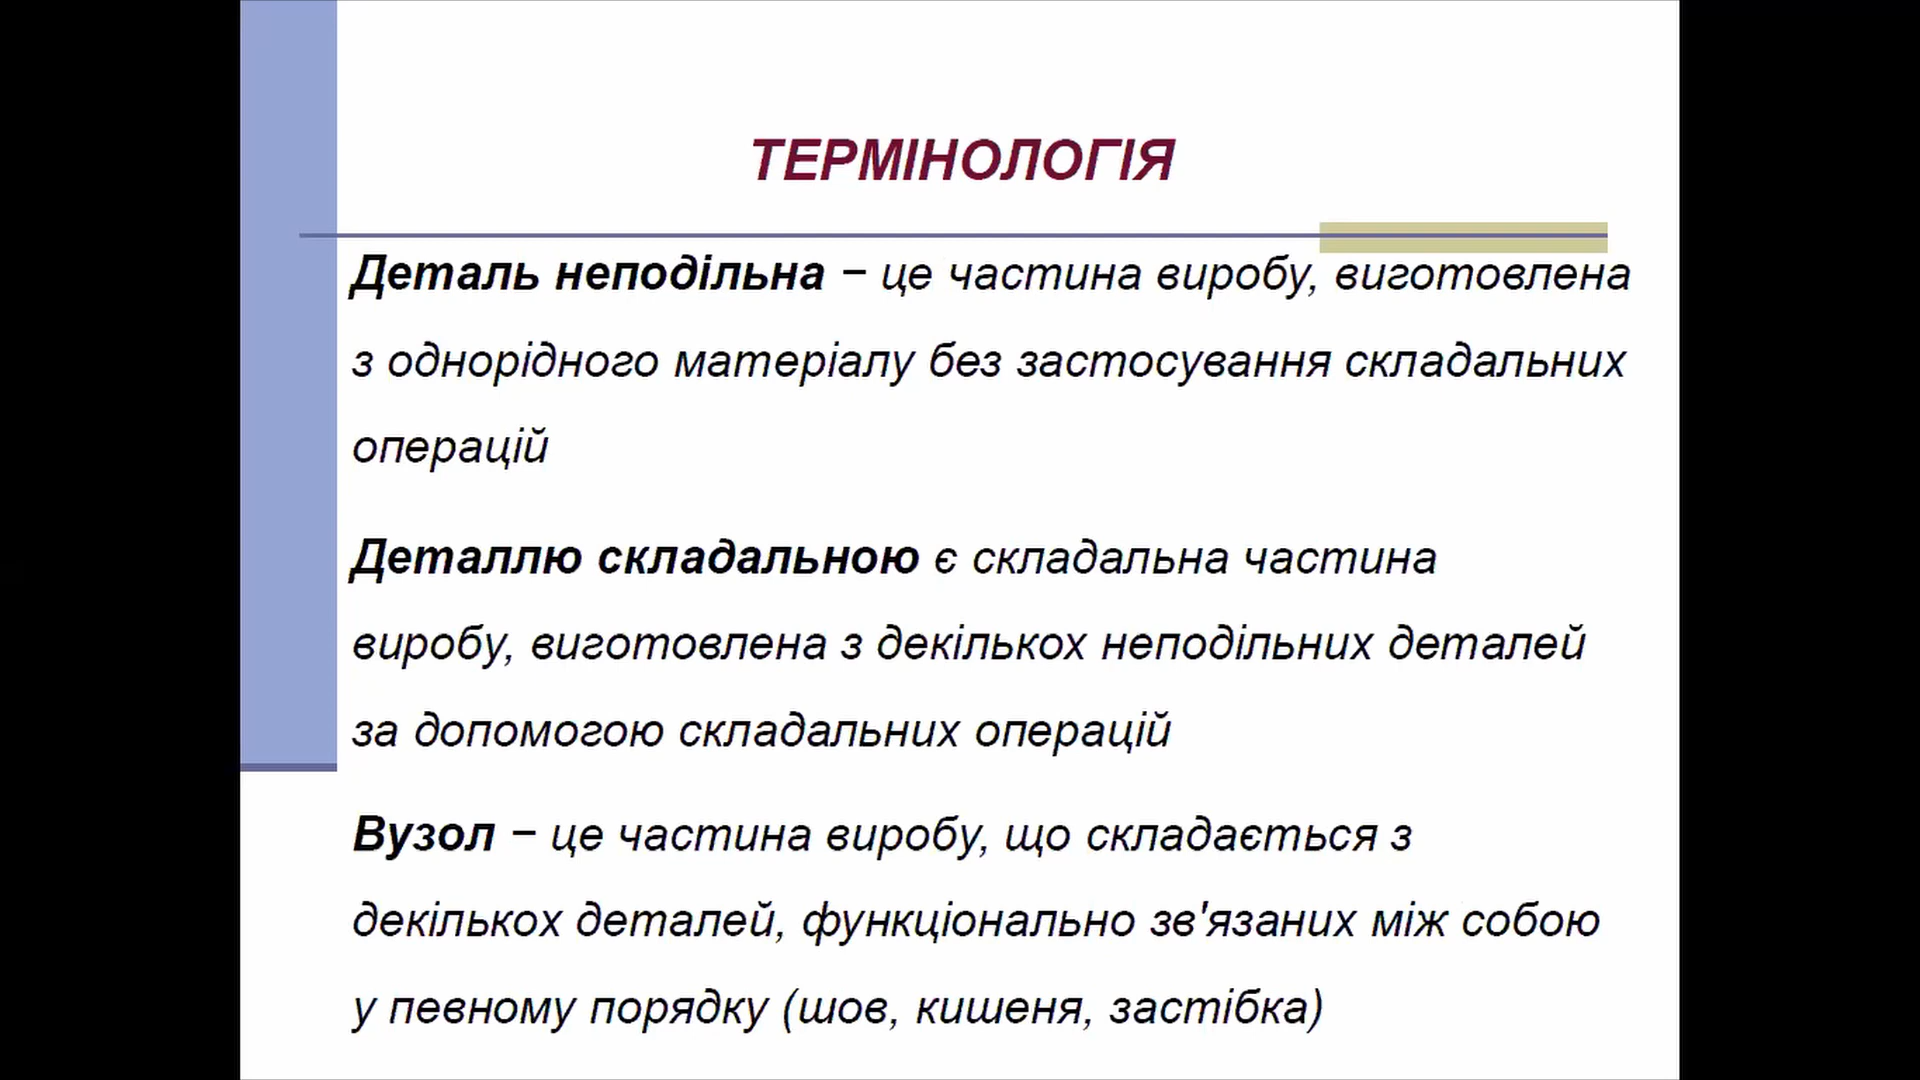 ТЕРМІНОЛОГІЯ
Деталь неподільна − це частина виробу, виготовлена
з однорідного матеріалу без застосування складальних
операцій
Деталлю складальною є складальна частина
виробу, виготовлена з декількох неподільних деталей
за допомогою складальних операцій
Вузол − це частина виробу, що складається з
декількох деталей, функціонально зв'язаних між собою
у певному порядку (шов, кишеня, застібка)